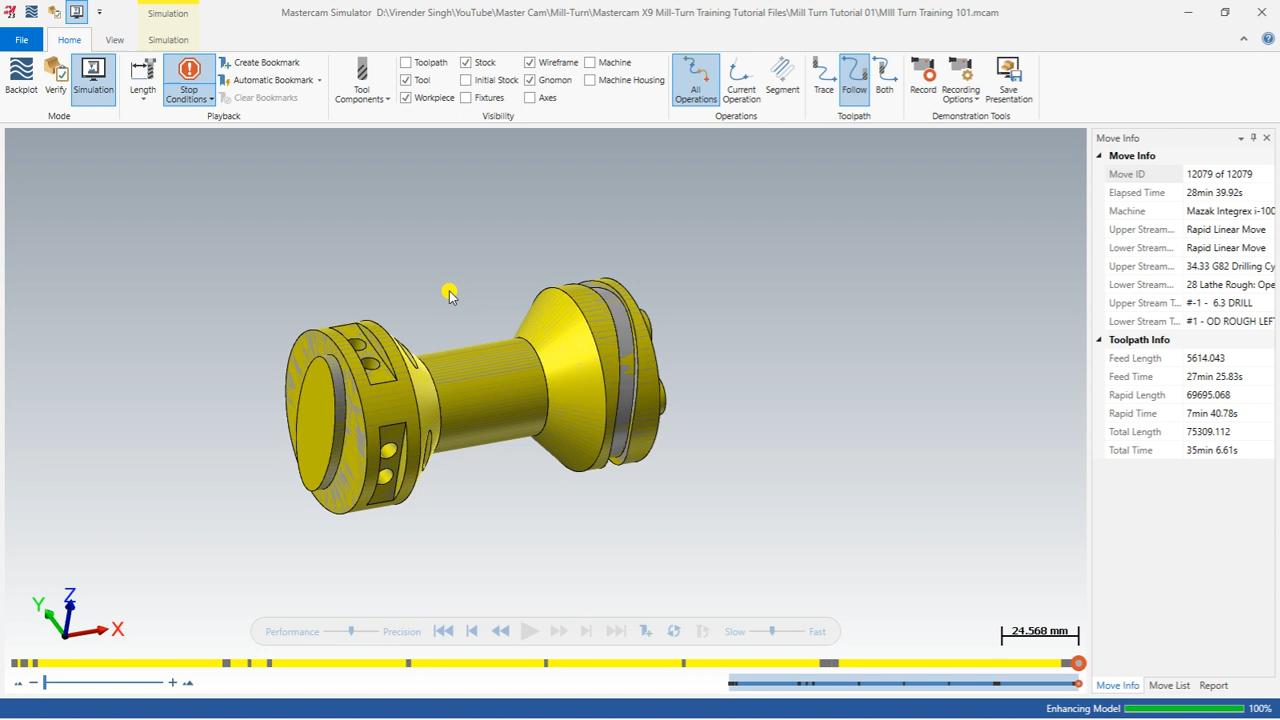 Simulation
Mastercam Simulator D:\Virender Singh\YouTube\Master Cam\Mill-Turn\Mastercam X9 Mill-Turn Training Tutorial Files\Mill Turn Tutorial 01\MIll Turn Training 101.mcam
File Home View Simulation
Backplot Verify Simulation
Mode
Length Stop Conditions
Create Bookmark
Automatic Bookmark
Clear Bookmarks
Playback
Tool Components
Toolpath Stock Wireframe Machine
Tool Initial Stock Gnomon Machine Housing
Workpiece Fixtures Axes
Visibility
All Operations Current Operation Segment
Operations
Trace Follow Both
Toolpath
Record Recording Options Save Presentation
Demonstration Tools
Move Info
Move Info
Move ID 12079 of 12079
Elapsed Time 28min 39.92s
Machine Mazak Integrex i-100
Upper Stream... Rapid Linear Move
Lower Stream... Rapid Linear Move
Upper Stream... 34.33 G82 Drilling Cy
Lower Stream... 28 Lathe Rough: Ope
Upper Stream T... #-1 - 6.3 DRILL
Lower Stream T... #1 - OD ROUGH LEFT
Toolpath Info
Feed Length 5614.043
Feed Time 27min 25.83s
Rapid Length 69695.068
Rapid Time 7min 40.78s
Total Length 75309.112
Total Time 35min 6.61s
Z
Y
X
Performance Precision Slow Fast
24.568 mm
Move Info Move List Report
Enhancing Model 100%